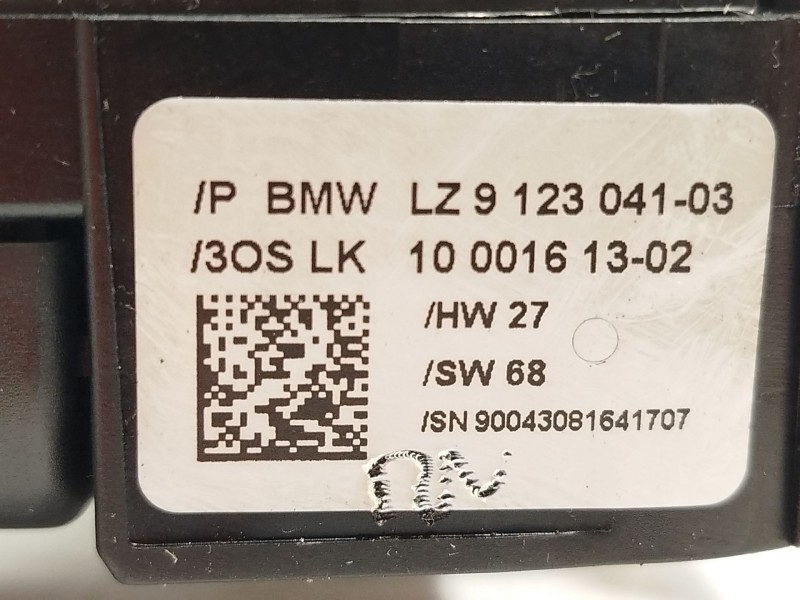 /P BMW LZ 9 123 041-03
/3OS LK 10 0016 13-02
/HW 27
/SW 68
/SN 90043081641707